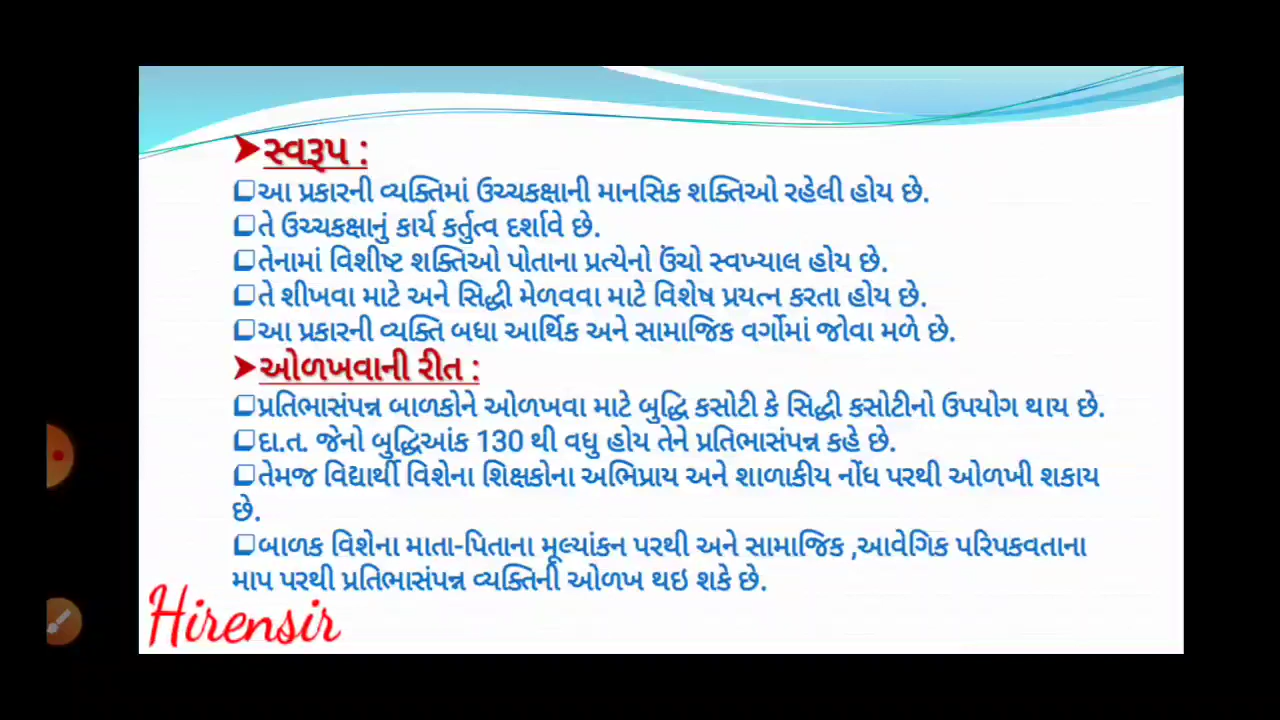 ➤સ્વરૂપ :
❑આ પ્રકારની વ્યક્તિમાં ઉચ્ચકક્ષાની માનસિક શક્તિઓ રહેલી હોય છે.
❑તે ઉચ્ચકક્ષાનું કાર્ય કર્તુત્વ દર્શાવે છે.
❑તેનામાં વિશીષ્ટ શક્તિઓ પોતાના પ્રત્યેનો ઉંચો સ્વખ્યાલ હોય છે.
❑તે શીખવા માટે અને સિદ્ધી મેળવવા માટે વિશેષ પ્રયત્ન કરતા હોય છે.
❑આ પ્રકારની વ્યક્તિ બધા આર્થિક અને સામાજિક વર્ગોમાં જોવા મળે છે.
➤ઓળખવાની રીત :
❑પ્રતિભાસંપન્ન બાળકોને ઓળખવા માટે બુદ્ધિ કસોટી કે સિદ્ધી કસોટીનો ઉપયોગ થાય છે.
❑દા.ત. જેનો બુદ્ધિઆંક 130 થી વધુ હોય તેને પ્રતિભાસંપન્ન કહે છે.
❑તેમજ વિદ્યાર્થી વિશેના શિક્ષકોના અભિપ્રાય અને શાળાકીય નોંધ પરથી ઓળખી શકાય
છે.
❑બાળક વિશેના માતા-પિતાના મૂલ્યાંકન પરથી અને સામાજિક ,આવેગિક પરિપકવતાના
માપ પરથી પ્રતિભાસંપન્ન વ્યક્તિની ઓળખ થઇ શકે છે.
Hirensir